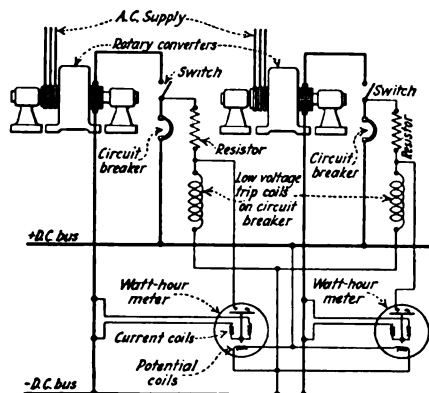 A.C. Supply
Rotary converters
Switch
Switch
Circuit
breaker
Resistor
Circuit
breaker
Resistor
Low voltage
trip coils
on circuit
breaker
+D.C. bus
Watt-hour
meter
Watt-hour
meter
Current coils
Potential
coils
-D.C. bus